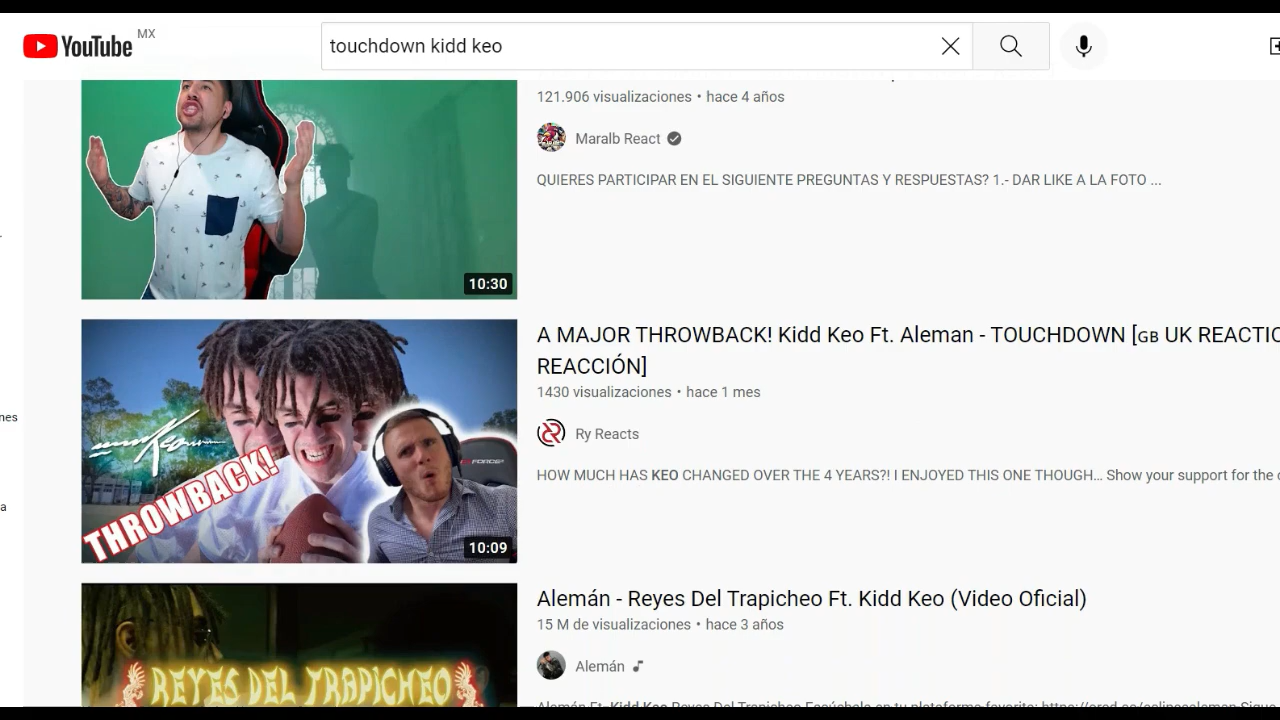 YouTube MX
touchdown kidd keo
121.906 visualizaciones • hace 4 años
Maralb React
QUIERES PARTICIPAR EN EL SIGUIENTE PREGUNTAS Y RESPUESTAS? 1.- DAR LIKE A LA FOTO ...
10:30
A MAJOR THROWBACK! Kidd Keo Ft. Aleman - TOUCHDOWN [GB UK REACTIO
REACCIÓN]
1430 visualizaciones • hace 1 mes
nes
Ry Reacts
HOW MUCH HAS KEO CHANGED OVER THE 4 YEARS?! I ENJOYED THIS ONE THOUGH... Show your support for the c
a
THROWBACK!
10:09
Alemán - Reyes Del Trapicheo Ft. Kidd Keo (Video Oficial)
15 M de visualizaciones • hace 3 años
Alemán
REYES DEL TRAPICHEO